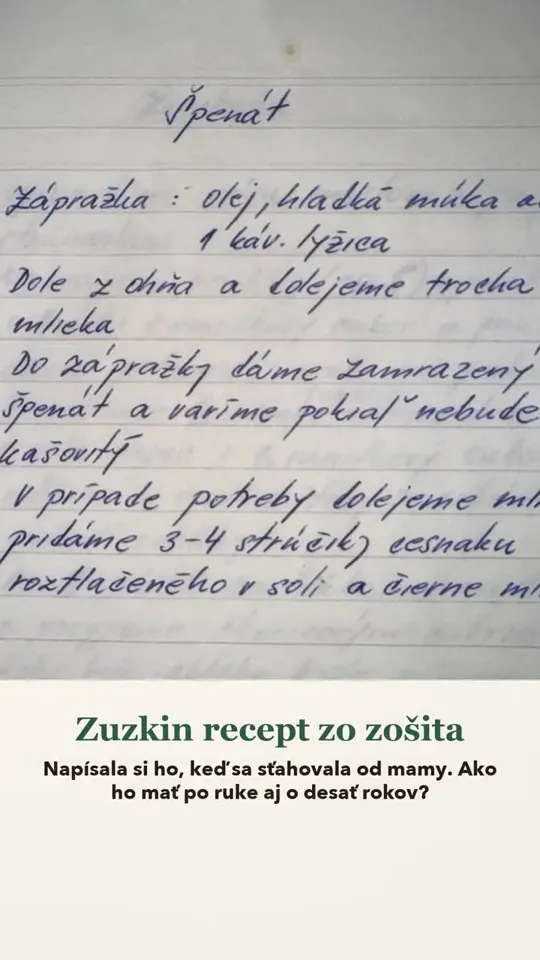 Špenát
Zápražka : olej, hladká múka a
1 káv. lyžica
Dole z ohňa a dolejeme trocha
mlieka
Do zápražky dáme zamrazený
špenát a varíme pokiaľ nebude
kašovitý
V prípade potreby dolejeme
pridáme 3-4 strúčiky cesnaku
roztlačeného v soli a čierne
Zuzkin recept zo zošita
Napísala si ho, keď sa sťahovala od mamy. Ako
ho mať po ruke aj o desať rokov?